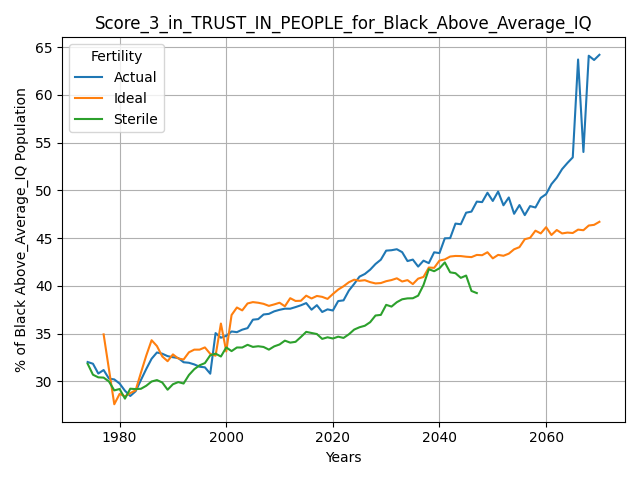 Score_3_in_TRUST_IN_PEOPLE_for_Black_Above_Average_IQ
Fertility
Actual
Ideal
Sterile
% of Black Above_Average_IQ Population
65
60
55
50
45
40
35
30
1980
2000
2020
2040
2060
Years